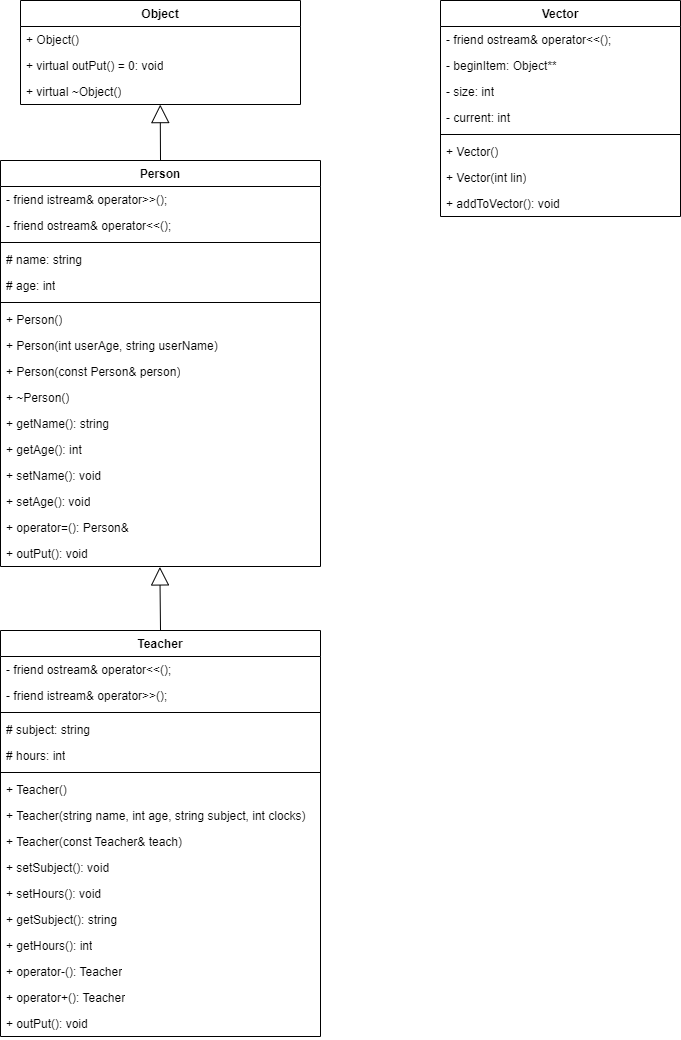 Object
+ Object()
+ virtual outPut() = 0: void
+ virtual ~Object()
Person
- friend istream& operator>>();
- friend ostream& operator<<();
# name: string
# age: int
+ Person()
+ Person(int userAge, string userName)
+ Person(const Person& person)
+ ~Person()
+ getName(): string
+ getAge(): int
+ setName(): void
+ setAge(): void
+ operator=(): Person&
+ outPut(): void
Teacher
- friend ostream& operator<<();
- friend istream& operator>>();
# subject: string
# hours: int
+ Teacher()
+ Teacher(string name, int age, string subject, int clocks)
+ Teacher(const Teacher& teach)
+ setSubject(): void
+ setHours(): void
+ getSubject(): string
+ getHours(): int
+ operator-(): Teacher
+ operator+(): Teacher
+ outPut(): void
Vector
- friend ostream& operator<<();
- beginItem: Object**
- size: int
- current: int
+ Vector()
+ Vector(int lin)
+ addToVector(): void